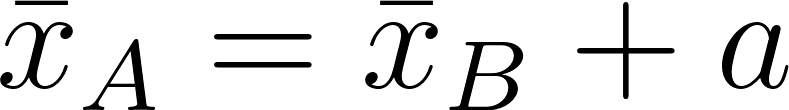 x̄_A = x̄_B + a